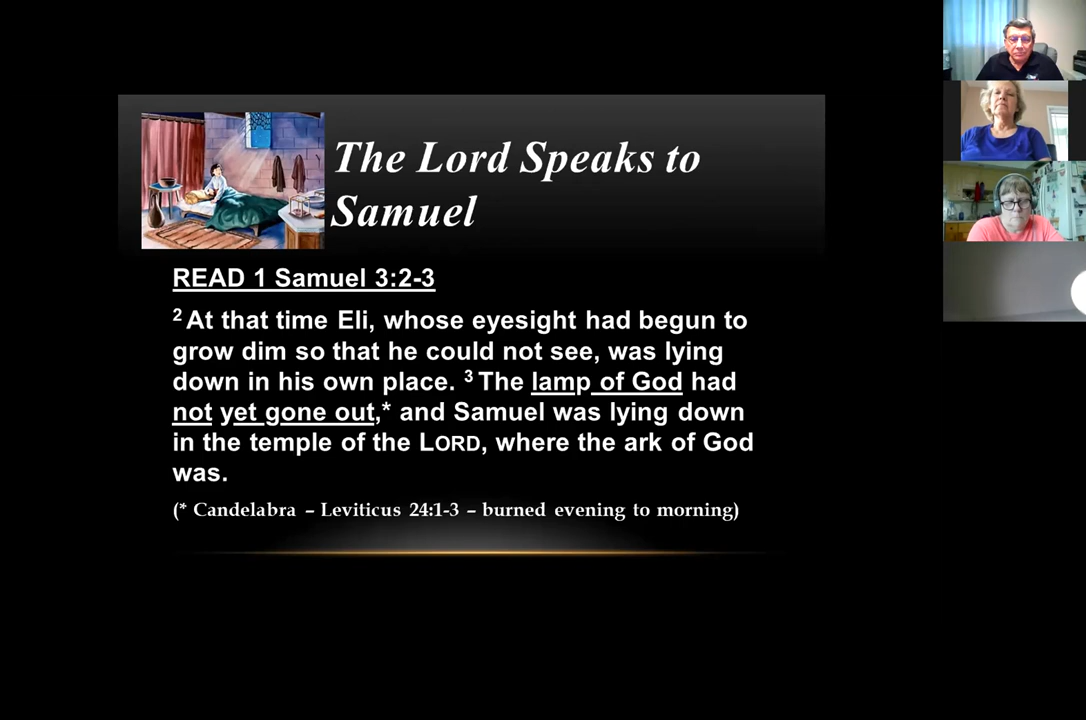 The Lord Speaks to
Samuel
READ 1 Samuel 3:2-3
2 At that time Eli, whose eyesight had begun to
grow dim so that he could not see, was lying
down in his own place. 3 The lamp of God had
not yet gone out,* and Samuel was lying down
in the temple of the LORD, where the ark of God
was.
(* Candelabra – Leviticus 24:1-3 – burned evening to morning)